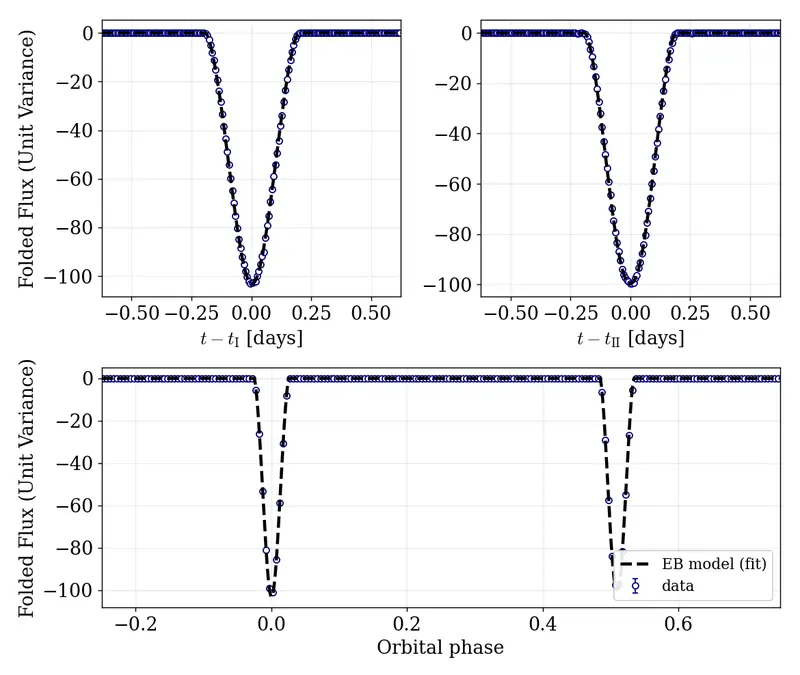 Folded Flux (Unit Variance)
0
−20
−40
−60
−80
−100
−0.50 −0.25 0.00 0.25 0.50
t − tI [days]
0
−20
−40
−60
−80
−100
−0.50 −0.25 0.00 0.25 0.50
t − tII [days]
Folded Flux (Unit Variance)
0
−20
−40
−60
−80
−100
−0.2 0.0 0.2 0.4 0.6
Orbital phase
EB model (fit)
data